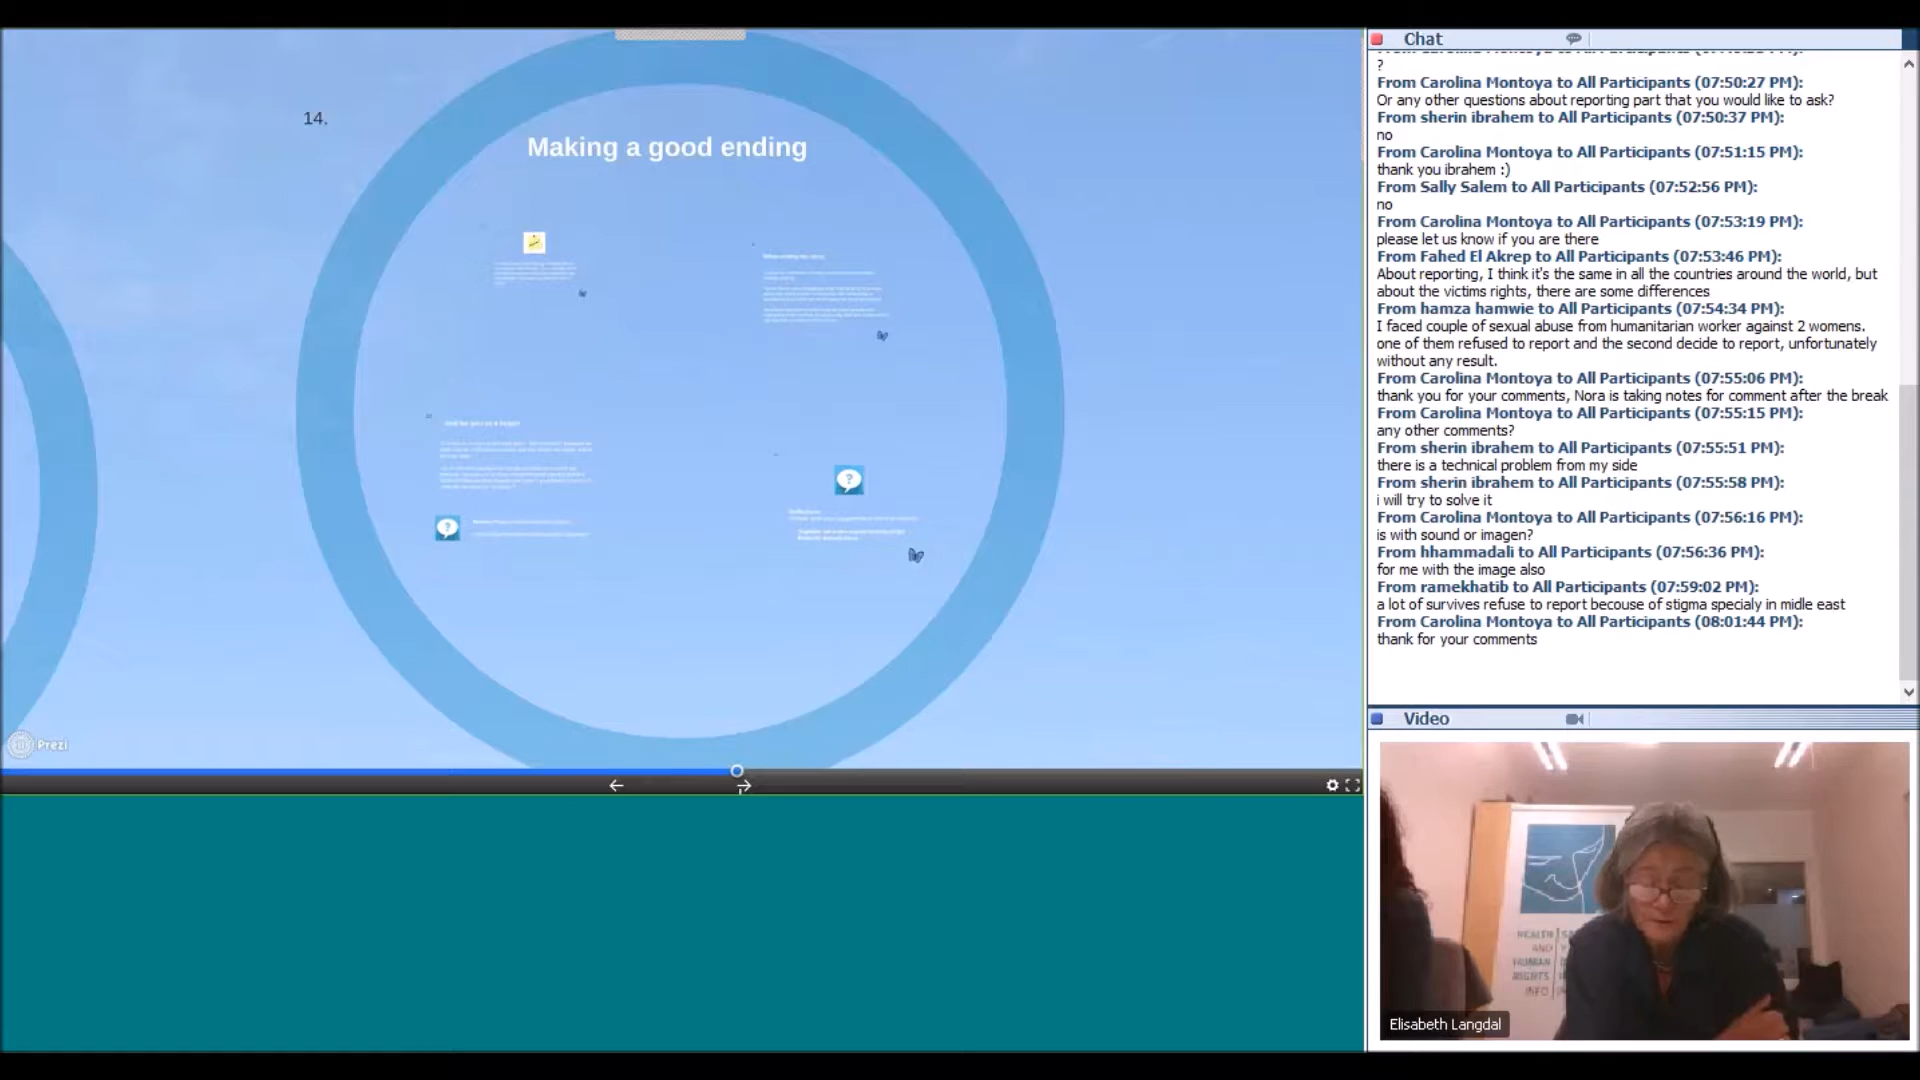 14.
Making a good ending
Prezi
Chat
?
From Carolina Montoya to All Participants (07:50:27 PM):
Or any other questions about reporting part that you would like to ask?
From sherin ibrahem to All Participants (07:50:37 PM):
no
From Carolina Montoya to All Participants (07:51:15 PM):
thank you ibrahem :)
From Sally Salem to All Participants (07:52:56 PM):
no
From Carolina Montoya to All Participants (07:53:19 PM):
please let us know if you are there
From Fahed El Akrep to All Participants (07:53:46 PM):
About reporting, I think it's the same in all the countries around the world, but
about the victims rights, there are some differences
From hamza hamwie to All Participants (07:54:34 PM):
I faced couple of sexual abuse from humanitarian worker against 2 womens.
one of them refused to report and the second decide to report, unfortunately
without any result.
From Carolina Montoya to All Participants (07:55:06 PM):
thank you for your comments, Nora is taking notes for comment after the break
From Carolina Montoya to All Participants (07:55:15 PM):
any other comments?
From sherin ibrahem to All Participants (07:55:51 PM):
there is a technical problem from my side
From sherin ibrahem to All Participants (07:55:58 PM):
i will try to solve it
From Carolina Montoya to All Participants (07:56:16 PM):
is with sound or imagen?
From hhammadali to All Participants (07:56:36 PM):
for me with the image also
From ramekhatib to All Participants (07:59:02 PM):
a lot of survives refuse to report becouse of stigma specialy in midle east
From Carolina Montoya to All Participants (08:01:44 PM):
thank for your comments
Video
HEALTH
AND
HUMAN
RIGHTS
INFO
Elisabeth Langdal